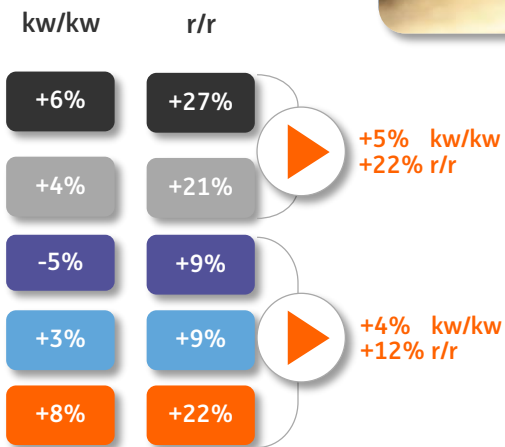 kw/kw r/r
+6% +27%
+5% kw/kw
+22% r/r
+4% +21%
-5% +9%
+3% +9%
+4% kw/kw
+12% r/r
+8% +22%